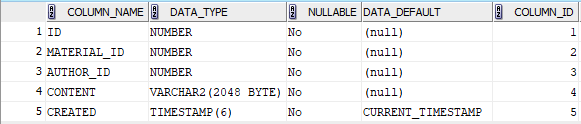 COLUMN_NAME DATA_TYPE NULLABLE DATA_DEFAULT COLUMN_ID
1 ID NUMBER No (null) 1
2 MATERIAL_ID NUMBER No (null) 2
3 AUTHOR_ID NUMBER No (null) 3
4 CONTENT VARCHAR2(2048 BYTE) No (null) 4
5 CREATED TIMESTAMP(6) No CURRENT_TIMESTAMP 5